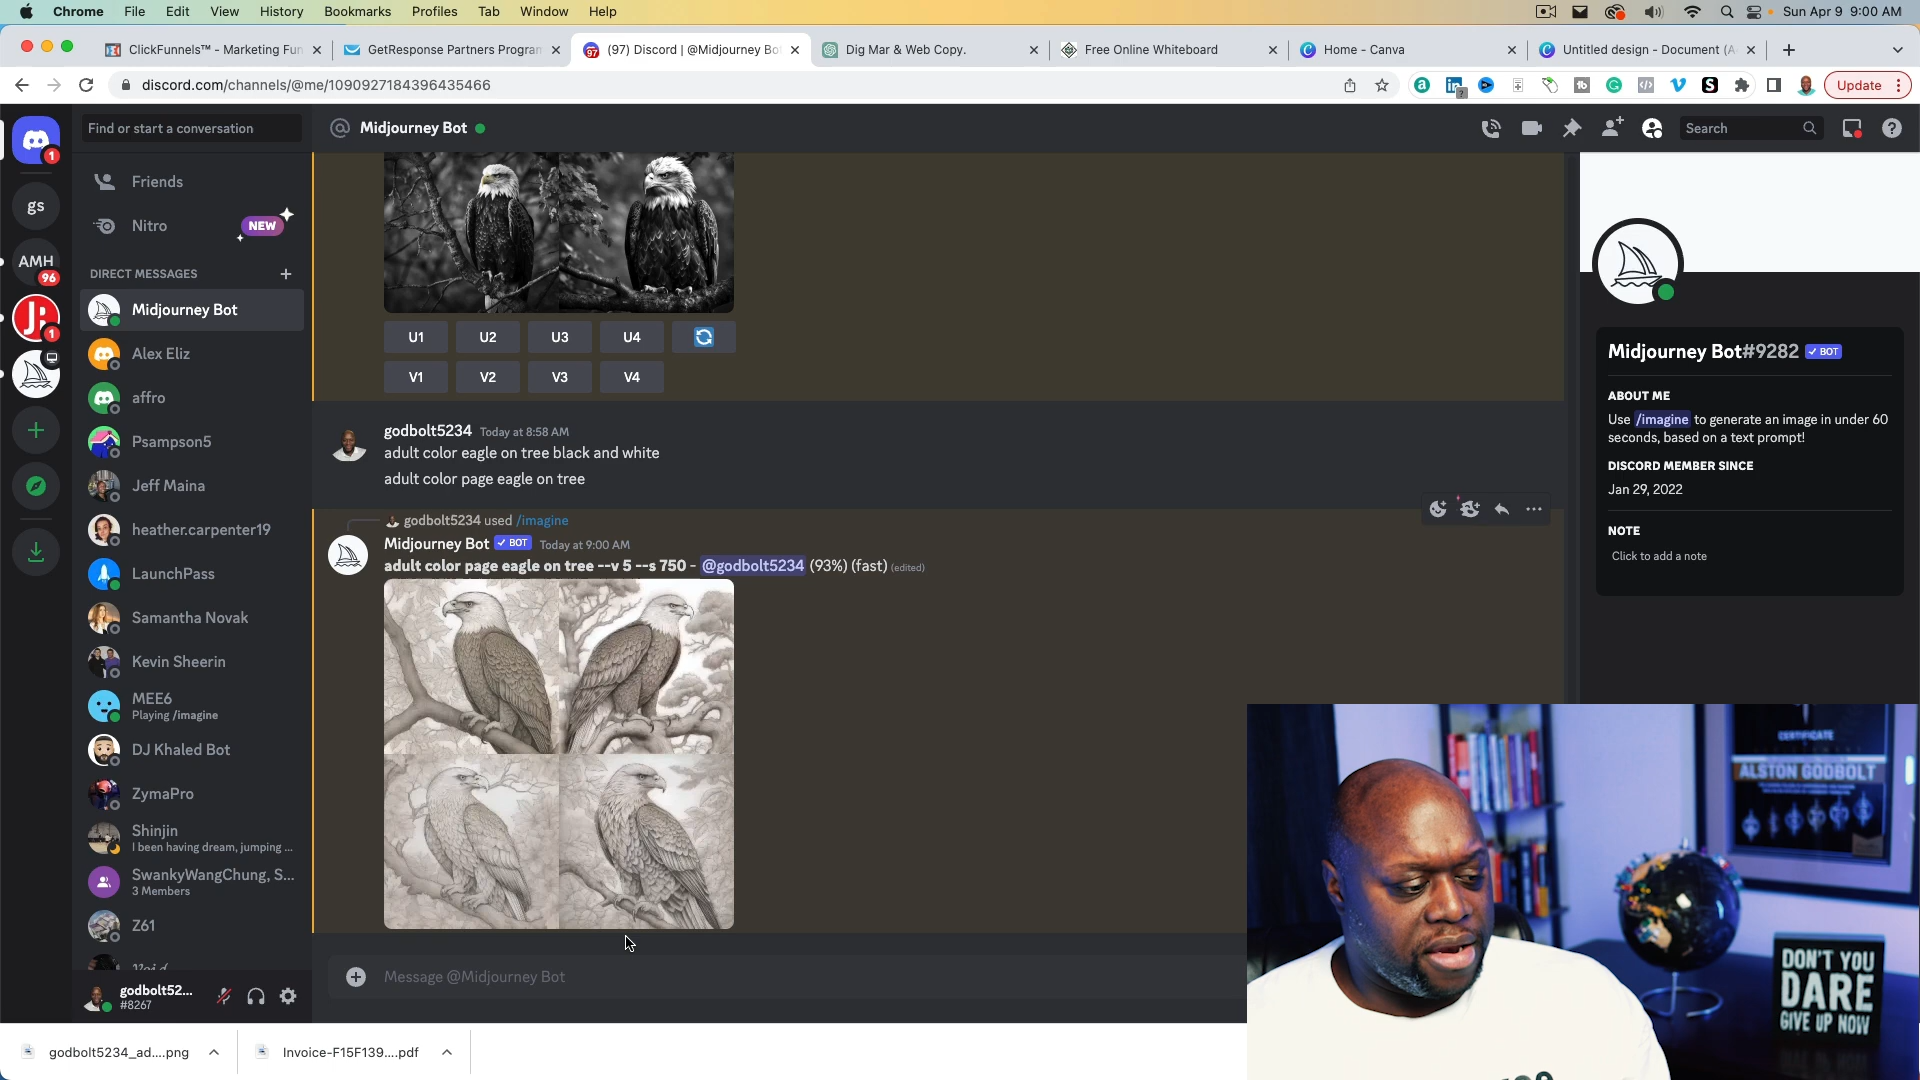 Chrome File Edit View History Bookmarks Profiles Tab Window Help
Sun Apr 9 9:00 AM
ClickFunnels™ - Marketing Fun
GetResponse Partners Program
(97) Discord | @Midjourney Bo
Dig Mar & Web Copy.
Free Online Whiteboard
Home - Canva
Untitled design - Document (A
discord.com/channels/@me/1090927184396435466
Update
Find or start a conversation
Midjourney Bot
Search
1
Friends
gs
Nitro
NEW
AMH
96
DIRECT MESSAGES
1
Midjourney Bot
Alex Eliz
affro
Psampson5
Jeff Maina
heather.carpenter19
LaunchPass
Samantha Novak
Kevin Sheerin
MEE6
Playing /imagine
DJ Khaled Bot
ZymaPro
Shinjin
I been having dream, jumping ...
SwankyWangChung, S...
3 Members
Z61
godbolt52...
#8267
U1 U2 U3 U4
V1 V2 V3 V4
godbolt5234 Today at 8:58 AM
adult color eagle on tree black and white
adult color page eagle on tree
godbolt5234 used /imagine
Midjourney Bot BOT Today at 9:00 AM
adult color page eagle on tree --v 5 --s 750 - @godbolt5234 (93%) (fast) (edited)
Message @Midjourney Bot
Midjourney Bot#9282 BOT
ABOUT ME
Use /imagine to generate an image in under 60
seconds, based on a text prompt!
DISCORD MEMBER SINCE
Jan 29, 2022
NOTE
Click to add a note
CERTIFICATE
ALSTON GODBOLT
DON'T YOU
DARE
GIVE UP NOW
godbolt5234_ad....png
Invoice-F15F139....pdf